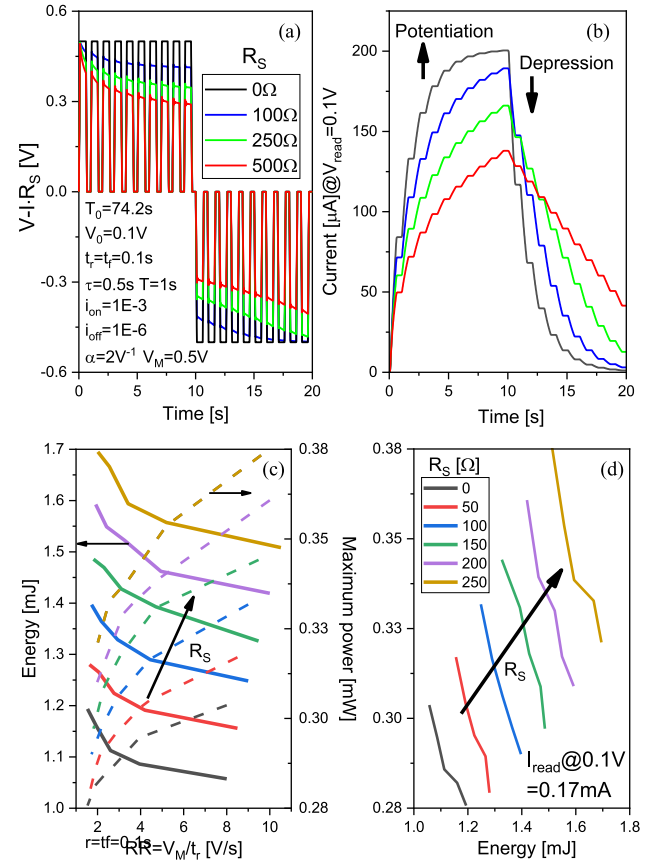 (a)
V-I·R_S [V]
0.5
0.3
0.0
-0.3
-0.6
R_S
0Ω
100Ω
250Ω
500Ω
T_0=74.2s
V_0=0.1V
t_r=t_f=0.1s
τ=0.5s T=1s
i_on=1E-3
i_off=1E-6
α=2V^-1 V_M=0.5V
0 5 10 15 20
Time [s]
(b)
Current [µA]@V_read=0.1V
200
150
100
50
0
Potentiation
Depression
0 5 10 15 20
Time [s]
(c)
Energy [mJ]
1.7
1.6
1.5
1.4
1.3
1.2
1.1
1.0
R_S
0.38
0.35
0.33
0.30
0.28
Maximum power [mW]
2 4 6 8 10
r=tf=0.1s
RR=V_M/t_r [V/s]
(d)
0.38
0.35
0.33
0.30
0.28
R_S [Ω]
0
50
100
150
200
250
R_S
I_read@0.1V
=0.17mA
1.0 1.2 1.4 1.6 1.8
Energy [mJ]